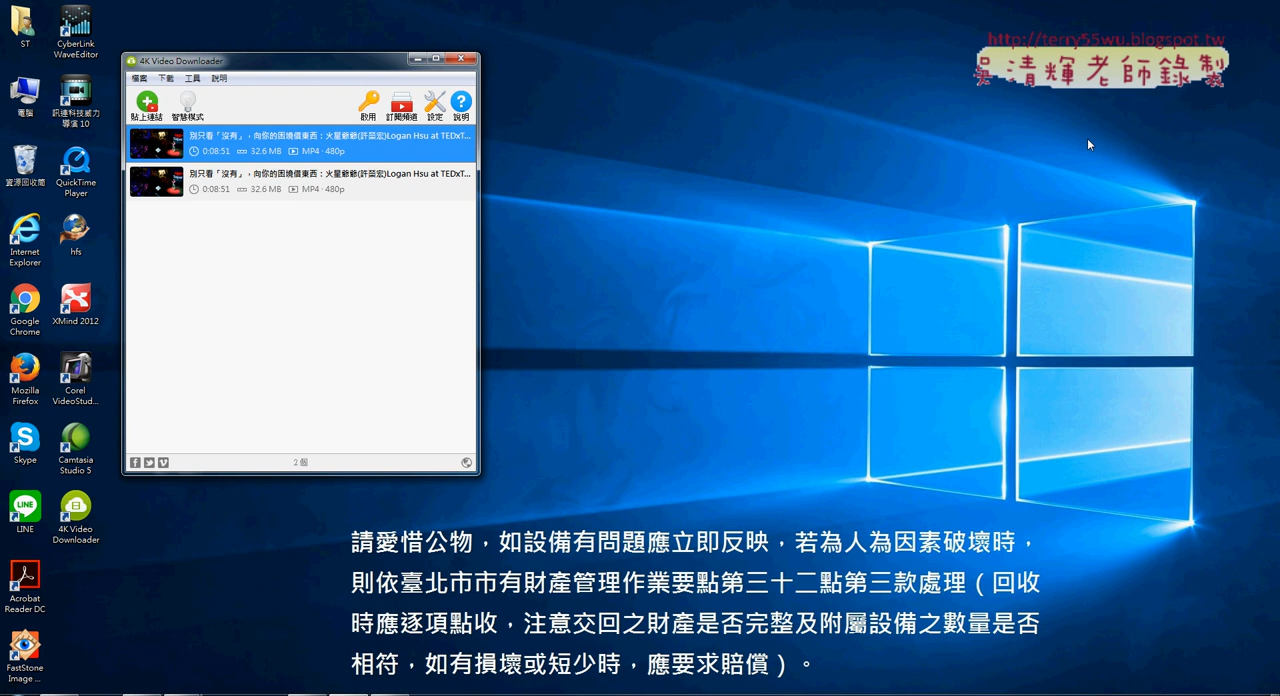 ST
CyberLink
WaveEditor
電腦
訊連科技威力
導演 10
資源回收筒
QuickTime
Player
Internet
Explorer
hfs
Google
Chrome
XMind 2012
Mozilla
Firefox
Corel
VideoStud...
Skype
Camtasia
Studio 5
LINE
4K Video
Downloader
Acrobat
Reader DC
FastStone
Image ...
4K Video Downloader
檔案 下載 工具 說明
貼上連結 智慧模式 啟用 訂閱頻道 設定 說明
別只看「沒有」，向你的困境借東西：火星爺爺(許榮宏)Logan Hsu at TEDxT...
0:08:51 32.6 MB MP4 · 480p
別只看「沒有」，向你的困境借東西：火星爺爺(許榮宏)Logan Hsu at TEDxT...
0:08:51 32.6 MB MP4 · 480p
2 個
http://terry55wu.blogspot.tw
吳清輝老師錄製
請愛惜公物，如設備有問題應立即反映，若為人為因素破壞時，
則依臺北市市有財產管理作業要點第三十二點第三款處理（回收
時應逐項點收，注意交回之財產是否完整及附屬設備之數量是否
相符，如有損壞或短少時，應要求賠償）。